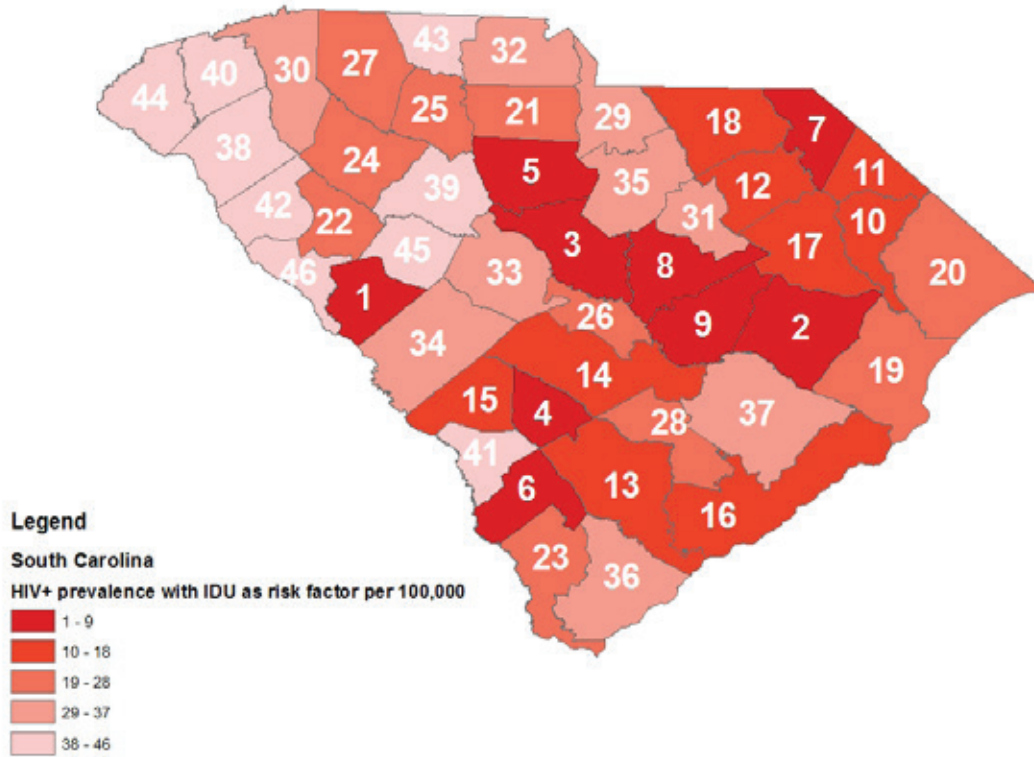 43 32
40 30 27
44
25 21 29 18 7
38 24 5 11
39 35 12
42 22 31 10
45 3 17
46 33 8 20
1
26 9 2
34
14 19
15 4 28 37
41
6 13
16
23 36
Legend
South Carolina
HIV+ prevalence with IDU as risk factor per 100,000
1 - 9
10 - 18
19 - 28
29 - 37
38 - 46